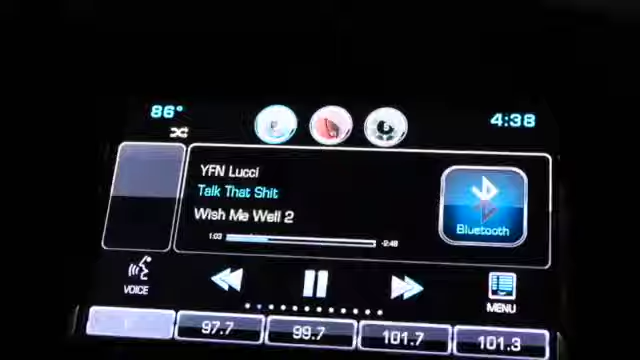 86°
4:38
YFN Lucci
Talk That Shit
Wish Me Well 2
1:03
-2:48
Bluetooth
VOICE
MENU
97.7
99.7
101.7
101.3